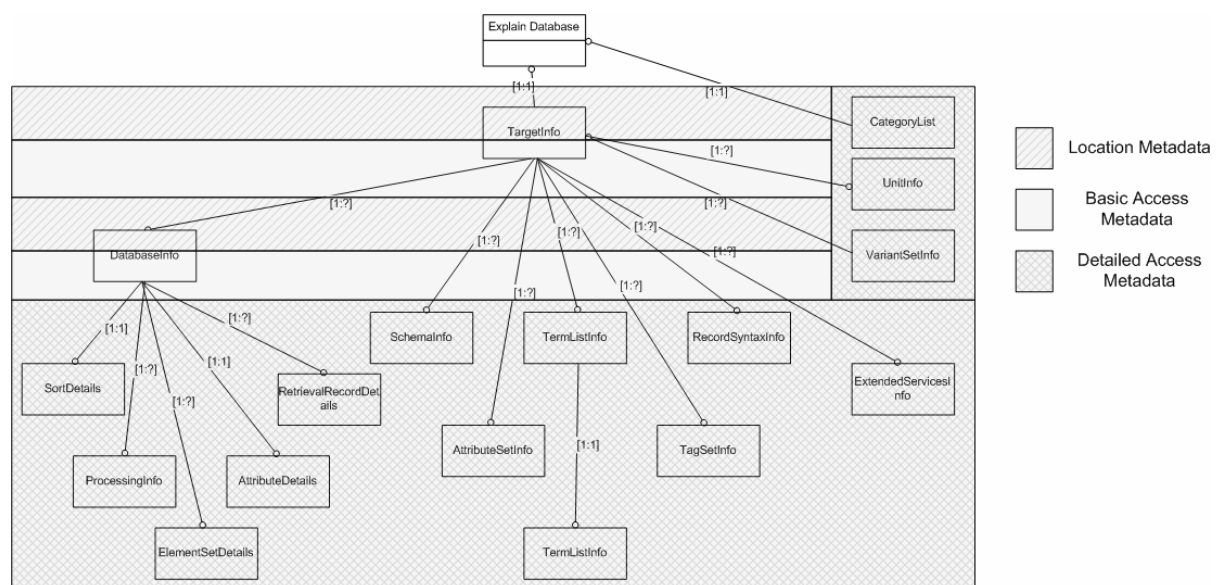 Explain Database
[1:1]
[1:1]
TargetInfo
CategoryList
[1:?]
UnitInfo
[1:?]
[1:?]
DatabaseInfo
[1:?]
[1:?]
[1:?]
[1:?]
VariantSetInfo
[1:?]
[1:?]
[1:?]
Location Metadata
Basic Access
Metadata
Detailed Access
Metadata
[1:1]
[1:?]
SchemaInfo
TermListInfo
RecordSyntaxInfo
[1:?]
[1:1]
SortDetails
RetrievalRecordDet
ails
ExtendedServicesI
nfo
[1:?]
AttributeSetInfo
[1:1]
TagSetInfo
ProcessingInfo
AttributeDetails
ElementSetDetails
TermListInfo